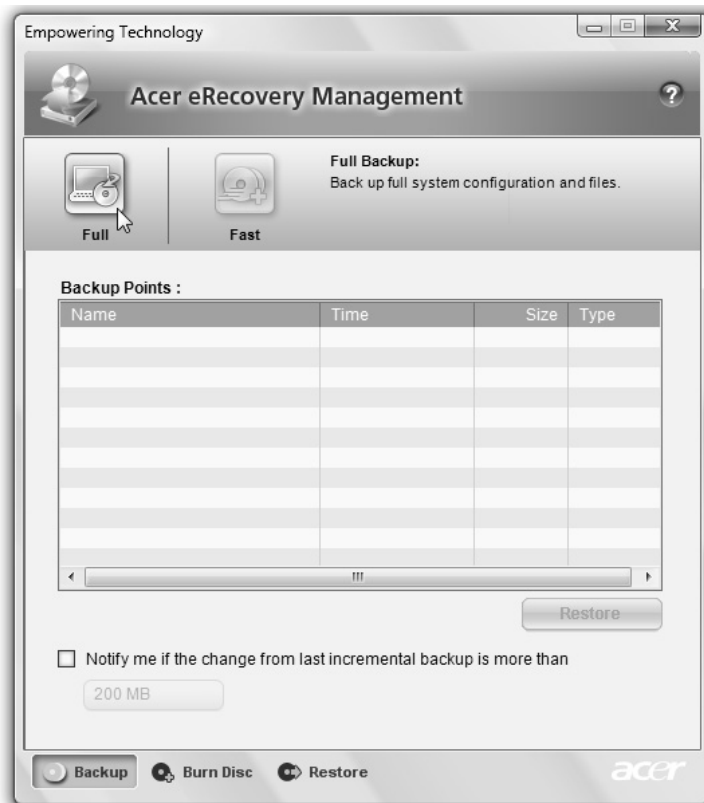 Empowering Technology
Acer eRecovery Management
?
Full
Fast
Full Backup:
Back up full system configuration and files.
Backup Points :
Name Time Size Type
Restore
Notify me if the change from last incremental backup is more than
200 MB
Backup Burn Disc Restore acer